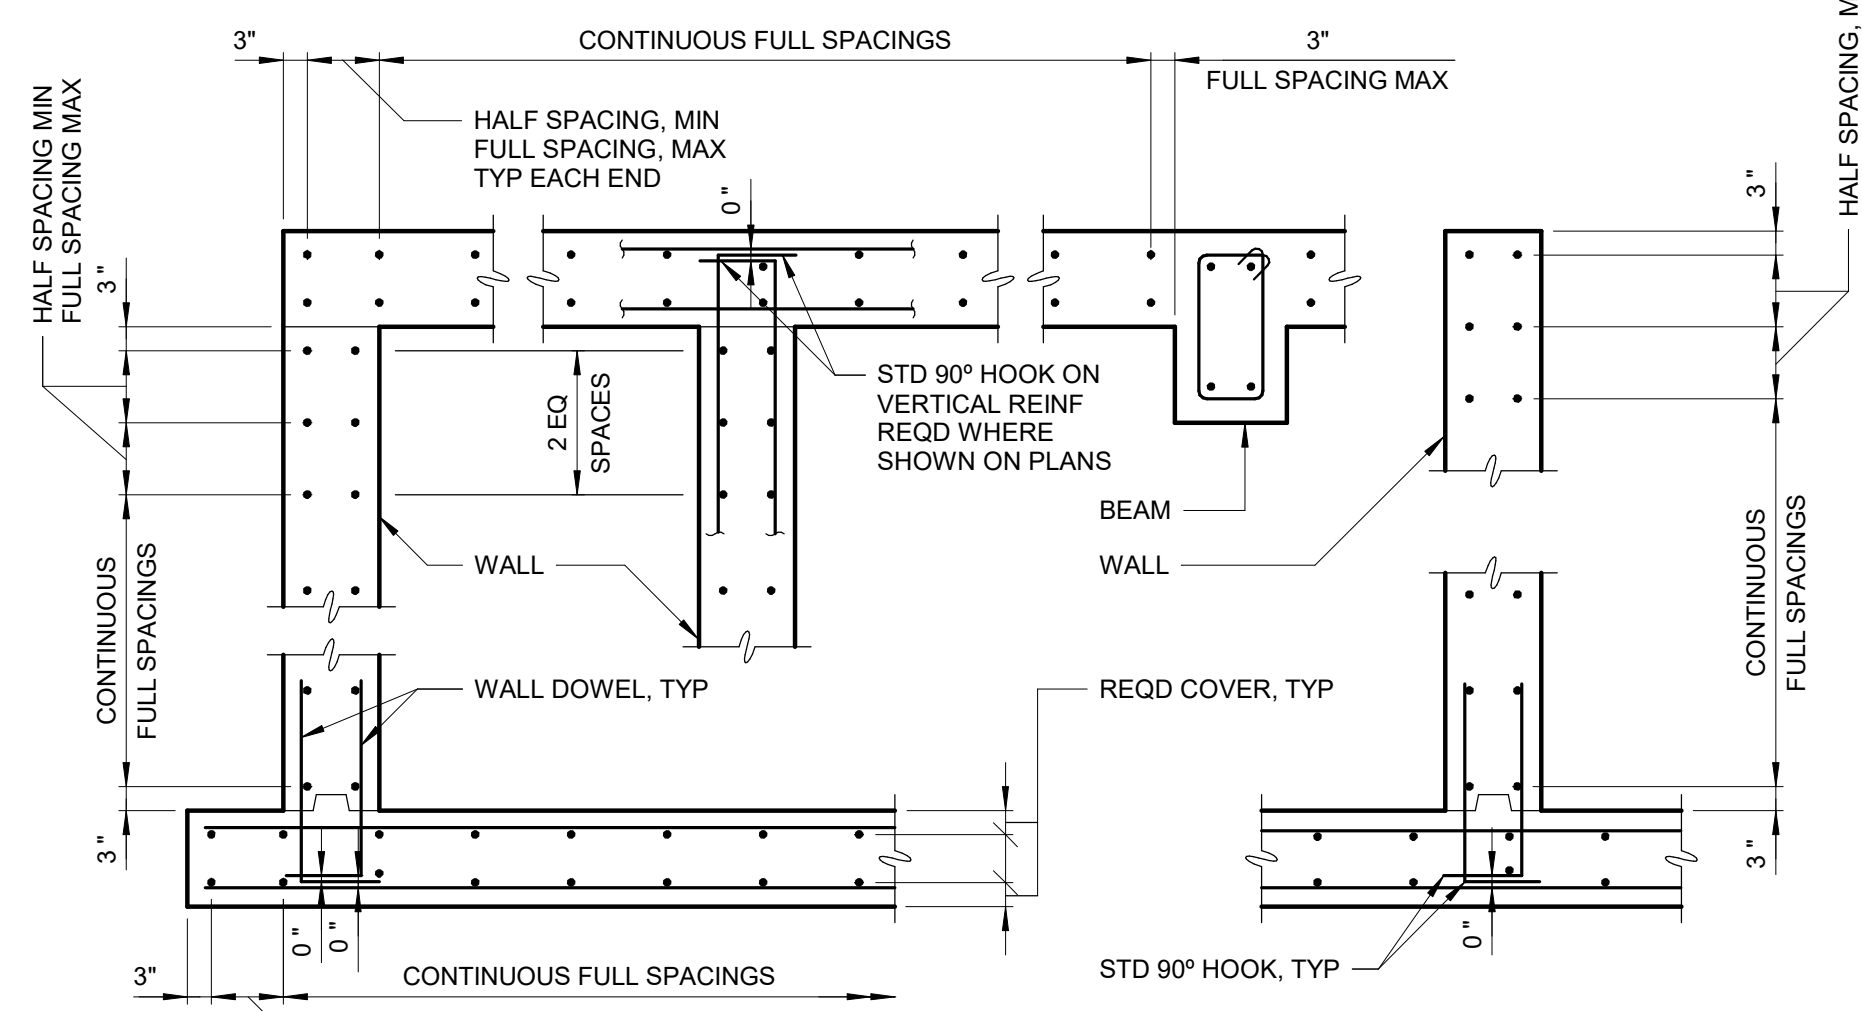 3"
CONTINUOUS FULL SPACINGS
3"
FULL SPACING MAX
HALF SPACING, MIN
FULL SPACING, MAX
TYP EACH END
HALF SPACING MIN
FULL SPACING MAX
3"
0"
3"
HALF SPACING, M
2 EQ
SPACES
STD 90º HOOK ON
VERTICAL REINF
REQD WHERE
SHOWN ON PLANS
BEAM
WALL
WALL
CONTINUOUS
FULL SPACINGS
CONTINUOUS
FULL SPACINGS
WALL DOWEL, TYP
REQD COVER, TYP
3"
3"
0"
0"
0"
STD 90º HOOK, TYP
3"
CONTINUOUS FULL SPACINGS